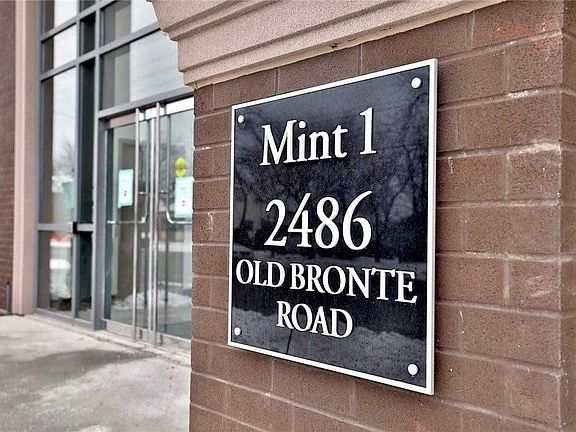 Mint 1
2486
OLD BRONTE
ROAD